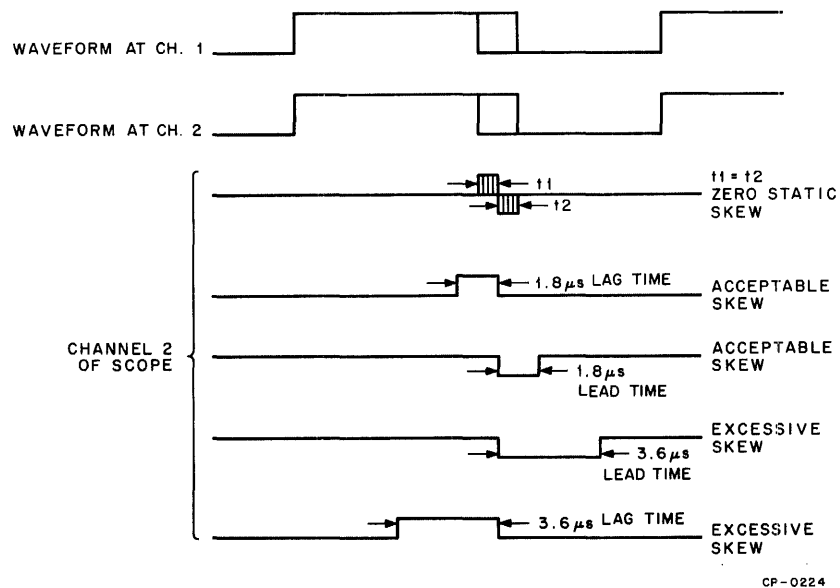 WAVEFORM AT CH. 1
WAVEFORM AT CH. 2
t1
t2
t1 = t2
ZERO STATIC
SKEW
1.8μs LAG TIME
ACCEPTABLE
SKEW
CHANNEL 2
OF SCOPE
1.8μs
LEAD TIME
ACCEPTABLE
SKEW
3.6μs
LEAD TIME
EXCESSIVE
SKEW
3.6μs LAG TIME
EXCESSIVE
SKEW
CP-0224